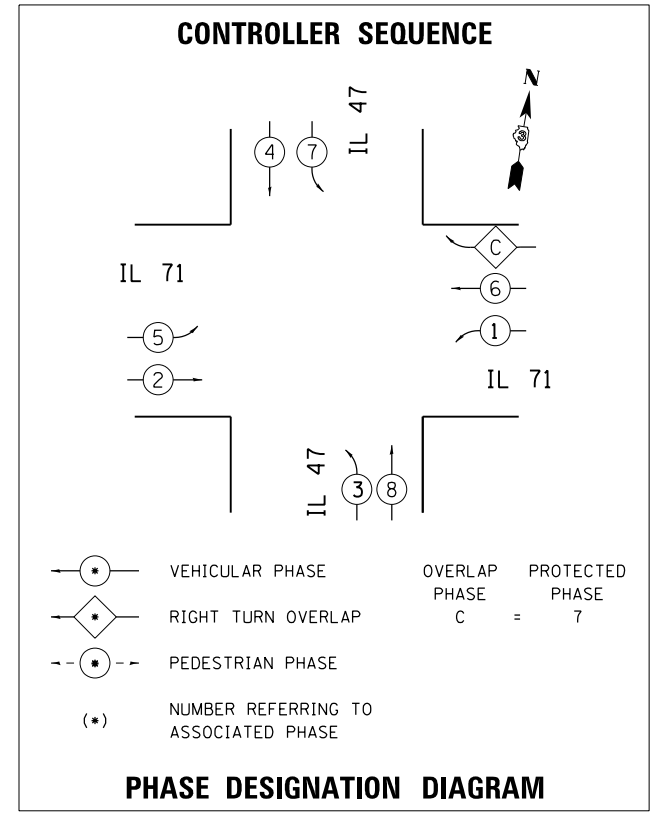 CONTROLLER SEQUENCE
N
3
IL 47
4
7
C
IL 71
6
5
1
2
IL 71
IL 47
3
8
* VEHICULAR PHASE
* RIGHT TURN OVERLAP
* PEDESTRIAN PHASE
(*) NUMBER REFERRING TO
ASSOCIATED PHASE
OVERLAP PROTECTED
PHASE PHASE
C = 7
PHASE DESIGNATION DIAGRAM